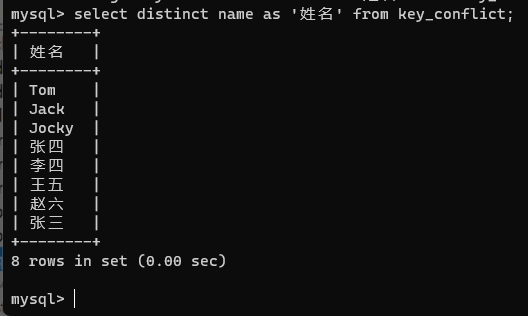 mysql> select distinct name as '姓名' from key_conflict;
+--------+
| 姓名   |
+--------+
| Tom    |
| Jack   |
| Jocky  |
| 张四   |
| 李四   |
| 王五   |
| 赵六   |
| 张三   |
+--------+
8 rows in set (0.00 sec)
mysql>